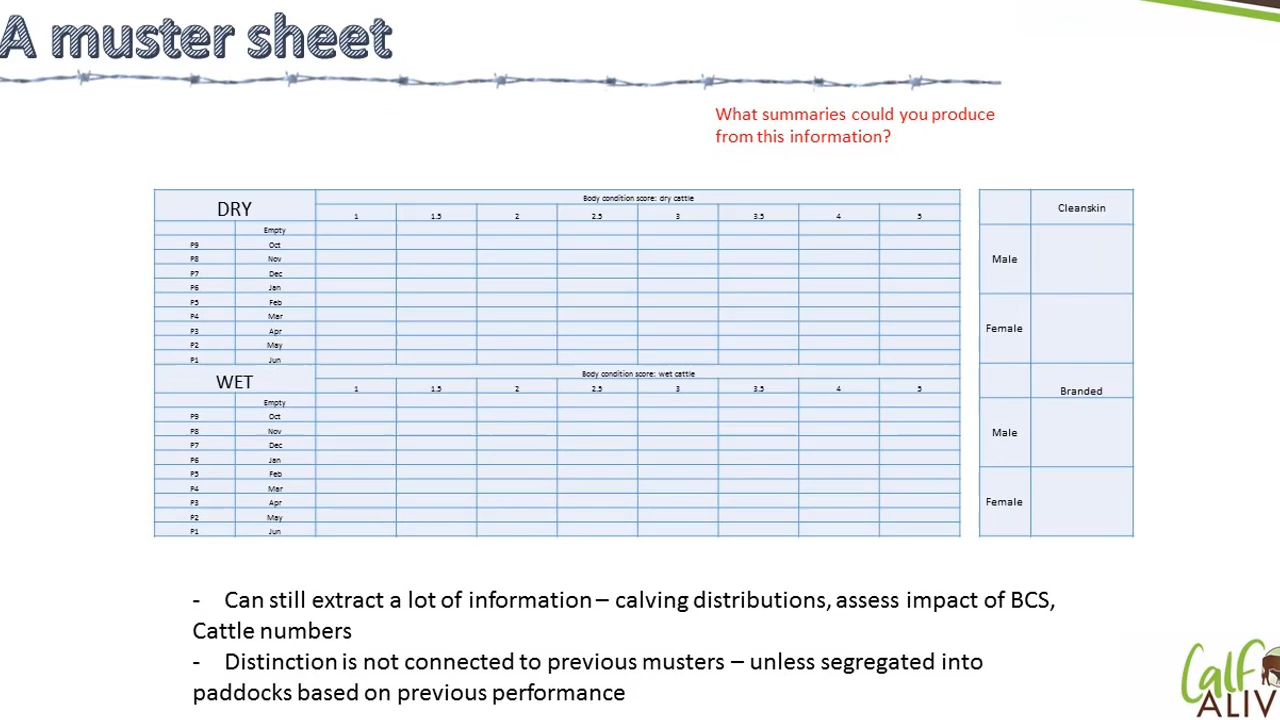 A muster sheet
What summaries could you produce
from this information?
DRY
Body condition score: dry cattle
1 1.5 2 2.5 3 3.5 4 5
Empty
P9 Oct
P8 Nov
P7 Dec
P6 Jan
P5 Feb
P4 Mar
P3 Apr
P2 May
P1 Jun
WET
Body condition score: wet cattle
1 1.5 2 2.5 3 3.5 4 5
Empty
P9 Oct
P8 Nov
P7 Dec
P6 Jan
P5 Feb
P4 Mar
P3 Apr
P2 May
P1 Jun
Cleanskin
Male
Female
Branded
Male
Female
- Can still extract a lot of information – calving distributions, assess impact of BCS,
Cattle numbers
- Distinction is not connected to previous musters – unless segregated into
paddocks based on previous performance
Calf
ALIV